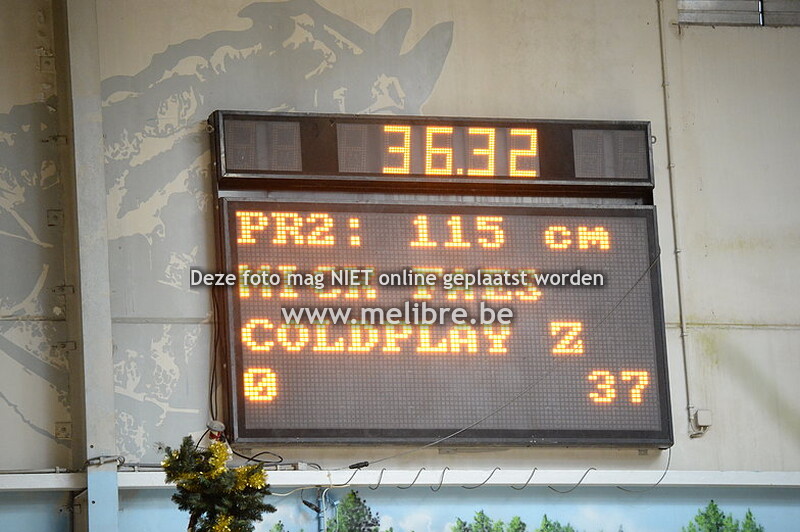 36.32
PR2: 115 cm
Deze foto mag NIET online geplaatst worden
www.melibre.be
COLDPLAY Z
0 37